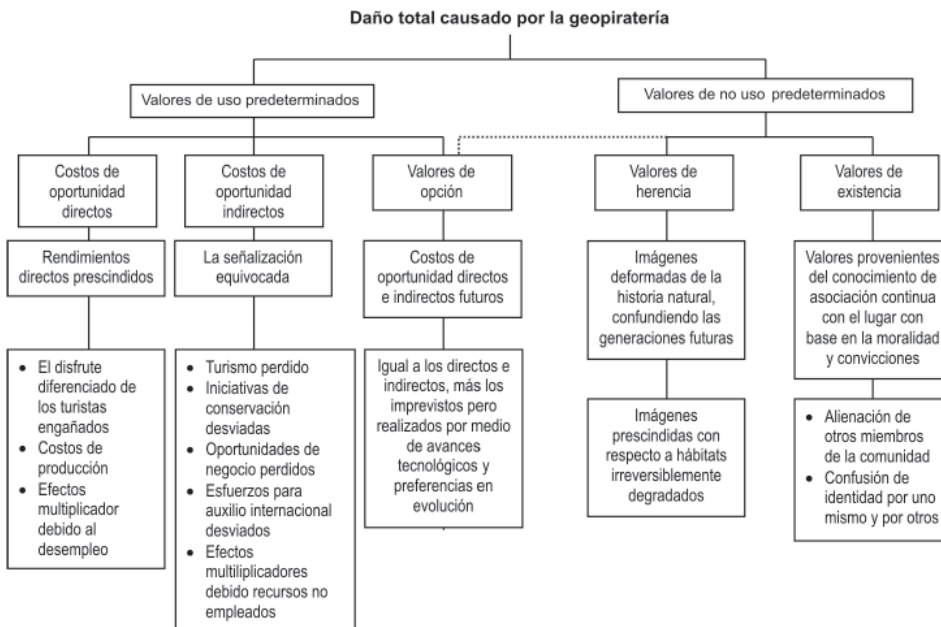 Daño total causado por la geopiratería
Valores de uso predeterminados
Valores de no uso predeterminados
Costos de
oportunidad
directos
Costos de
oportunidad
indirectos
Valores de
opción
Valores de
herencia
Valores de
existencia
Rendimientos
directos prescindidos
La señalización
equivocada
Costos de
oportunidad directos
e indirectos futuros
Imágenes
deformadas de la
historia natural,
confundiendo las
generaciones futuras
Valores provenientes
del conocimiento de
asociación continua
con el lugar con
base en la moralidad
y convicciones
• El disfrute
diferenciado de
los turistas
engañados
• Costos de
producción
• Efectos
multiplicador
debido al
desempleo
• Turismo perdido
• Iniciativas de
conservación
desviadas
• Oportunidades de
negocio perdidos
• Esfuerzos para
auxilio internacional
desviados
• Efectos
multiliplicadores
debido recursos no
empleados
Igual a los directos e
indirectos, más los
imprevistos pero
realizados por medio
de avances
tecnológicos y
preferencias en
evolución
Imágenes
prescindidas con
respecto a hábitats
irreversiblemente
degradados
• Alienación de
otros miembros
de la comunidad
• Confusión de
identidad por uno
mismo y por otros